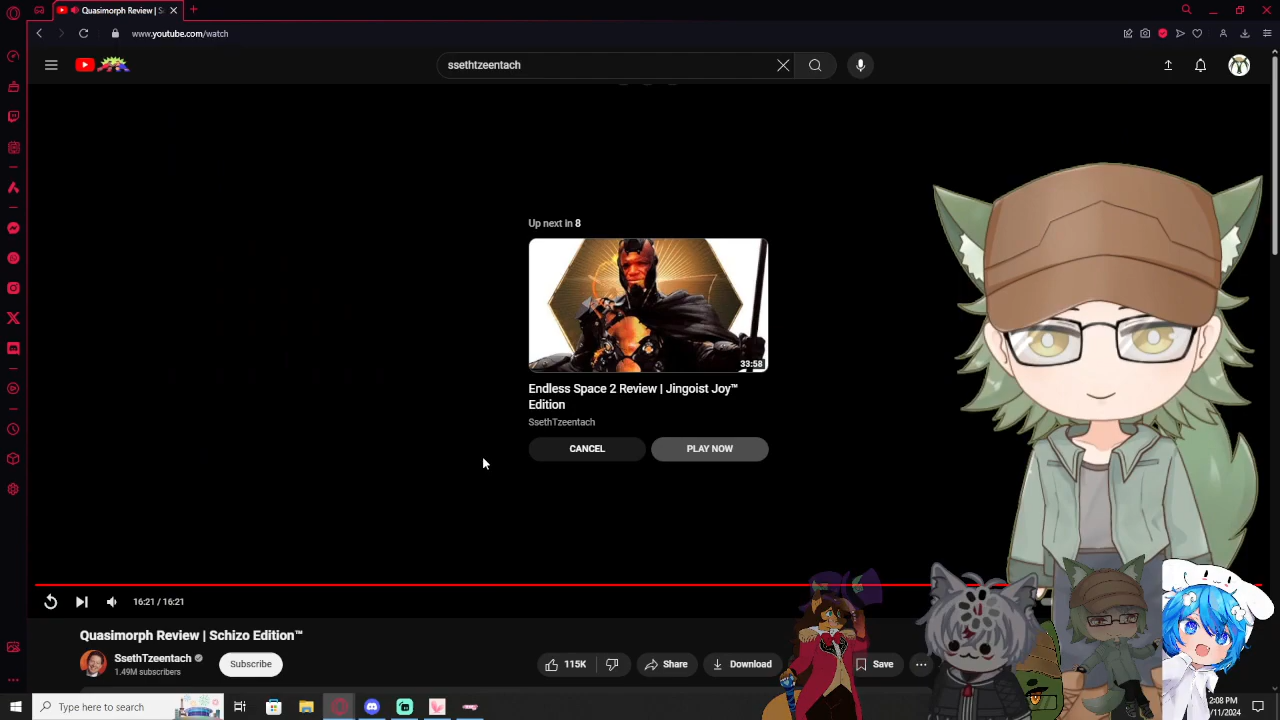 Quasimorph Review | S
www.youtube.com/watch
ssethtzeentach
Up next in 8
33:58
Endless Space 2 Review | Jingoist Joy™
Edition
SsethTzeentach
CANCEL
PLAY NOW
16:21 / 16:21
Quasimorph Review | Schizo Edition™
SsethTzeentach
1.49M subscribers
Subscribe
115K
Share
Download
Save
Type here to search
2:08 PM
/11/2024